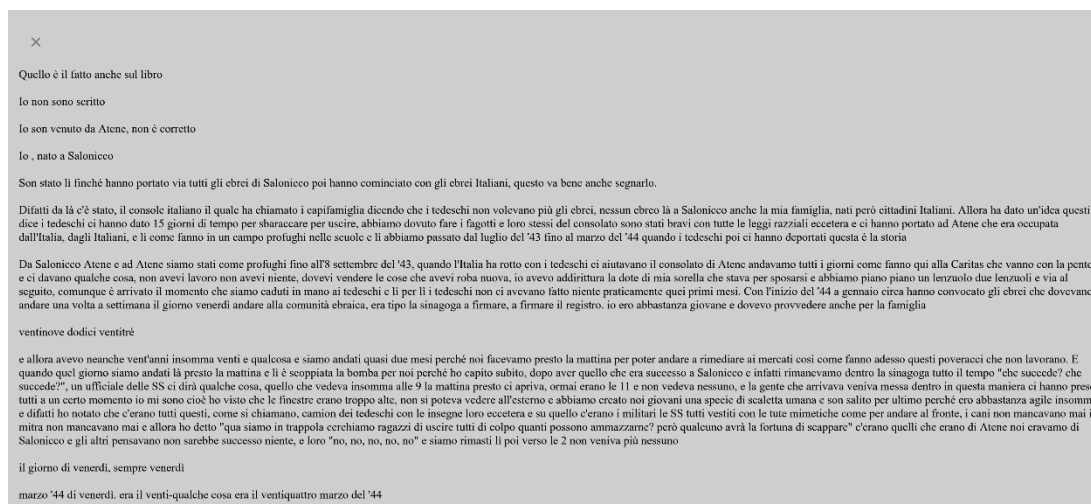 ×
Quello è il fatto anche sul libro
Io non sono scritto
Io son venuto da Atene, non è corretto
Io , nato a Salonicco
Son stato lì finché hanno portato via tutti gli ebrei di Salonicco poi hanno cominciato con gli ebrei Italiani, questo va bene anche segnarlo.
Difatti da là c'è stato, il console italiano il quale ha chiamato i capifamiglia dicendo che i tedeschi non volevano più gli ebrei, nessun ebreo là a Salonicco anche la mia famiglia, nati però cittadini Italiani. Allora ha dato un'idea questi
dice i tedeschi ci hanno dato 15 giorni di tempo per sbaraccare per uscire, abbiamo dovuto fare i fagotti e loro stessi del consolato sono stati bravi con tutte le leggi razziali eccetera e ci hanno portato ad Atene che era occupata
dall'Italia, dagli Italiani, e lì come fanno in un campo profughi nelle scuole e lì abbiamo passato dal luglio del '43 fino al marzo del '44 quando i tedeschi poi ci hanno deportati questa è la storia
Da Salonicco Atene e ad Atene siamo stati come profughi fino all'8 settembre del '43, quando l'Italia ha rotto con i tedeschi ci aiutavano il consolato di Atene andavamo tutti i giorni come fanno qui alla Caritas che vanno con la pento
e ci davano qualche cosa, non avevi lavoro non avevi niente, dovevi vendere le cose che avevi roba nuova, io avevo addirittura la dote di mia sorella che stava per sposarsi e abbiamo piano piano un lenzuolo due lenzuoli e via al
seguito, comunque è arrivato il momento che siamo caduti in mano ai tedeschi e lì per lì i tedeschi non ci avevano fatto niente praticamente quei primi mesi. Con l'inizio del '44 a gennaio circa hanno convocato gli ebrei che dovevano
andare una volta a settimana il giorno venerdì andare alla comunità ebraica, era tipo la sinagoga a firmare, a firmare il registro. io ero abbastanza giovane e dovevo provvedere anche per la famiglia
ventinove dodici ventitré
e allora avevo neanche vent'anni insomma venti e qualcosa e siamo andati quasi due mesi perché noi facevamo presto la mattina per poter andare a rimediare ai mercati così come fanno adesso questi poveracci che non lavorano. E
quando quel giorno siamo andati là presto la mattina e lì è scoppiata la bomba per noi perché ho capito subito, dopo aver quello che era successo a Salonicco e infatti rimanevamo dentro la sinagoga tutto il tempo "che succede? che
succede?", un ufficiale delle SS ci dirà qualche cosa, quello che vedeva insomma alle 9 la mattina presto ci apriva, ormai erano le 11 e non vedeva nessuno, e la gente che arrivava veniva messa dentro in questa maniera ci hanno preso
tutti a un certo momento io mi sono cioè ho visto che le finestre erano troppo alte, non si poteva vedere all'esterno e abbiamo creato noi giovani una specie di scaletta umana e son salito per ultimo perché ero abbastanza agile insomm
e difatti ho notato che c'erano tutti questi, come si chiamano, camion dei tedeschi con le insegne loro eccetera e su quello c'erano i militari le SS tutti vestiti con le tute mimetiche come per andare al fronte, i cani non mancavano mai i
mitra non mancavano mai e allora ho detto "qua siamo in trappola cerchiamo ragazzi di uscire tutti di colpo quanti possono ammazzarne? però qualcuno avrà la fortuna di scappare" c'erano quelli che erano di Atene noi eravamo di
Salonicco e gli altri pensavano non sarebbe successo niente, e loro "no, no, no, no, no" e siamo rimasti lì poi verso le 2 non veniva più nessuno
il giorno di venerdì, sempre venerdì
marzo '44 di venerdì. era il venti-qualche cosa era il ventiquattro marzo del '44